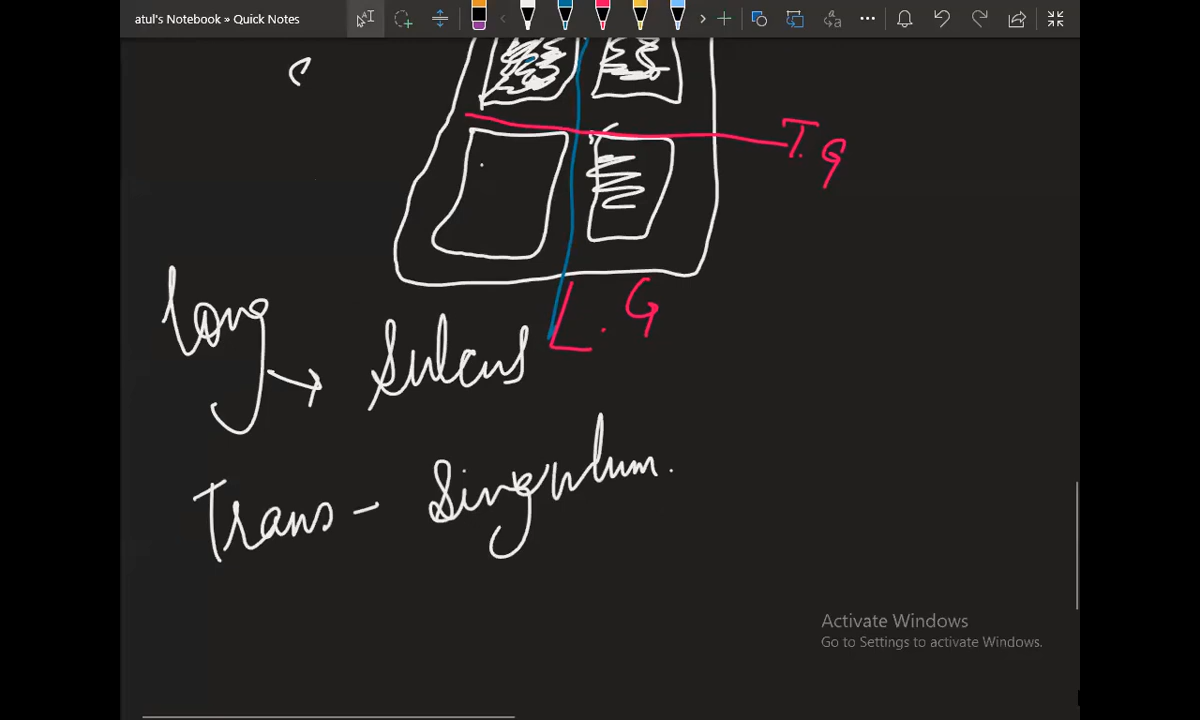 atul's Notebook » Quick Notes
T. G
L. G
long → Sulcus
Trans - Singulum.
Activate Windows
Go to Settings to activate Windows.